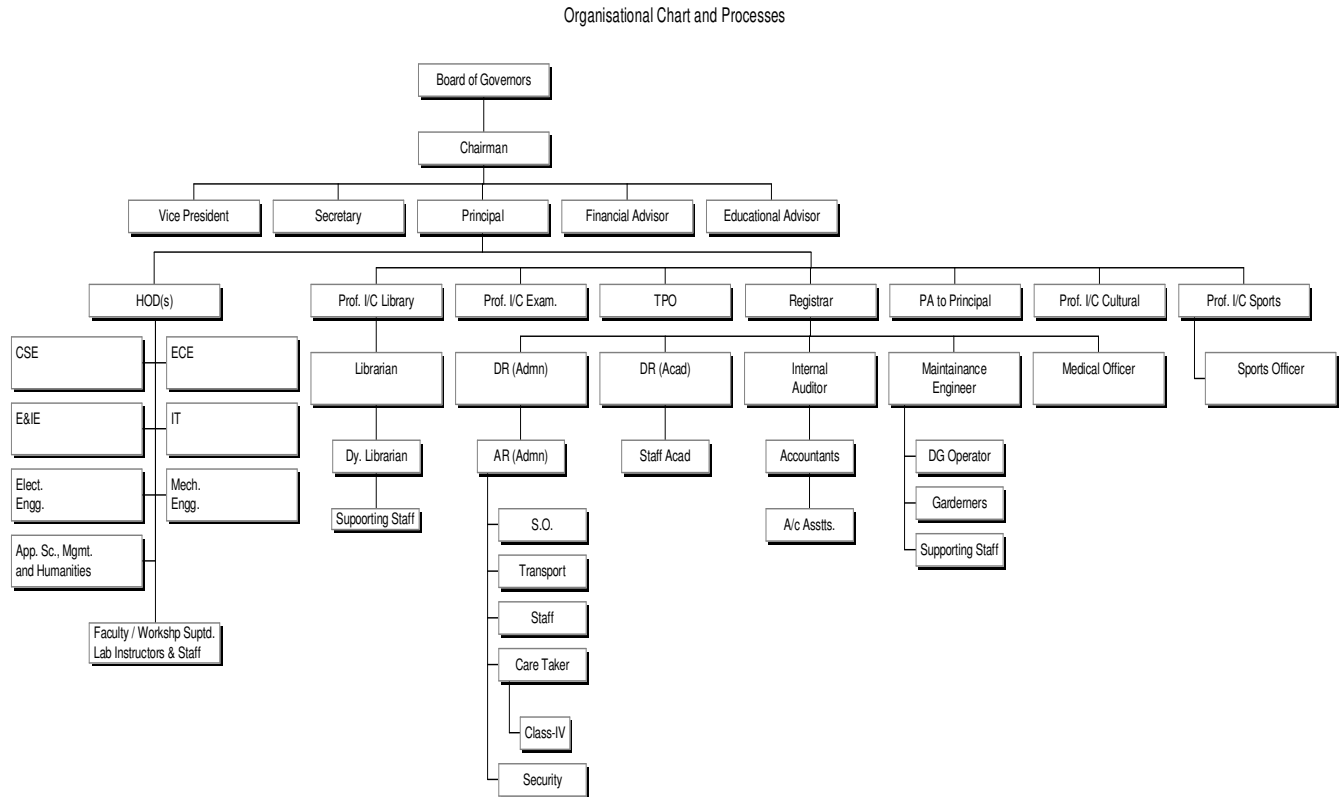 Organisational Chart and Processes
Board of Governors
Chairman
Vice President
Secretary
Principal
Financial Advisor
Educational Advisor
HOD(s)
Prof. I/C Library
Prof. I/C Exam.
TPO
Registrar
PA to Principal
Prof. I/C Cultural
Prof. I/C Sports
CSE
ECE
E&IE
IT
Elect.
Engg.
Mech.
Engg.
App. Sc., Mgmt.
and Humanities
Faculty / Workshp Suptd.
Lab Instructors & Staff
Librarian
Dy. Librarian
Supoorting Staff
DR (Admn)
AR (Admn)
S.O.
Transport
Staff
Care Taker
Class-IV
Security
DR (Acad)
Staff Acad
Internal
Auditor
Accountants
A/c Asstts.
Maintainance
Engineer
DG Operator
Garderners
Supporting Staff
Medical Officer
Sports Officer